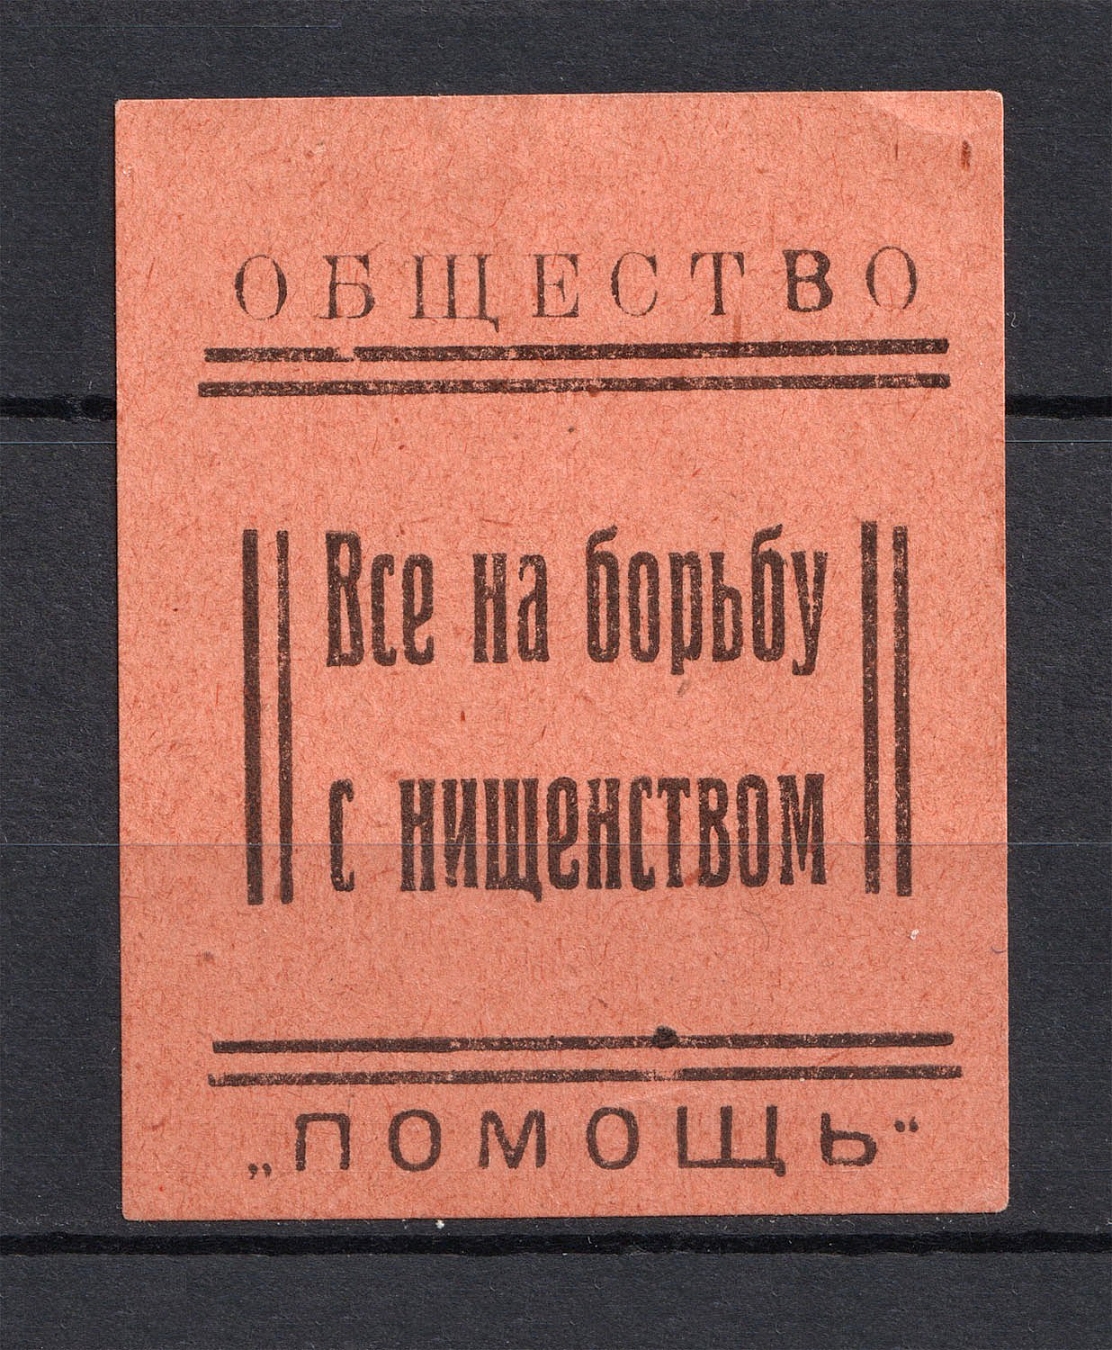 ОБЩЕСТВО
Все на борьбу
с нищенством
„ПОМОЩЬ“